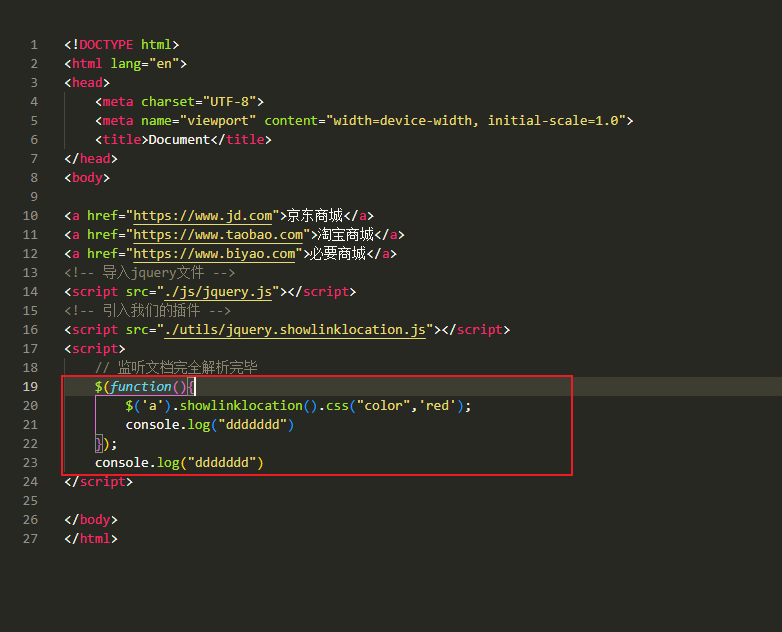 1 <!DOCTYPE html>
2 <html lang="en">
3 <head>
4 <meta charset="UTF-8">
5 <meta name="viewport" content="width=device-width, initial-scale=1.0">
6 <title>Document</title>
7 </head>
8 <body>
9
10 <a href="https://www.jd.com">京东商城</a>
11 <a href="https://www.taobao.com">淘宝商城</a>
12 <a href="https://www.biyao.com">必要商城</a>
13 <!-- 导入jquery文件 -->
14 <script src="./js/jquery.js"></script>
15 <!-- 引入我们的插件 -->
16 <script src="./utils/jquery.showlinklocation.js"></script>
17 <script>
18 // 监听文档完全解析完毕
19 $(function(){
20 $('a').showlinklocation().css("color",'red');
21 console.log("ddddddd")
22 });
23 console.log("ddddddd")
24 </script>
25
26 </body>
27 </html>